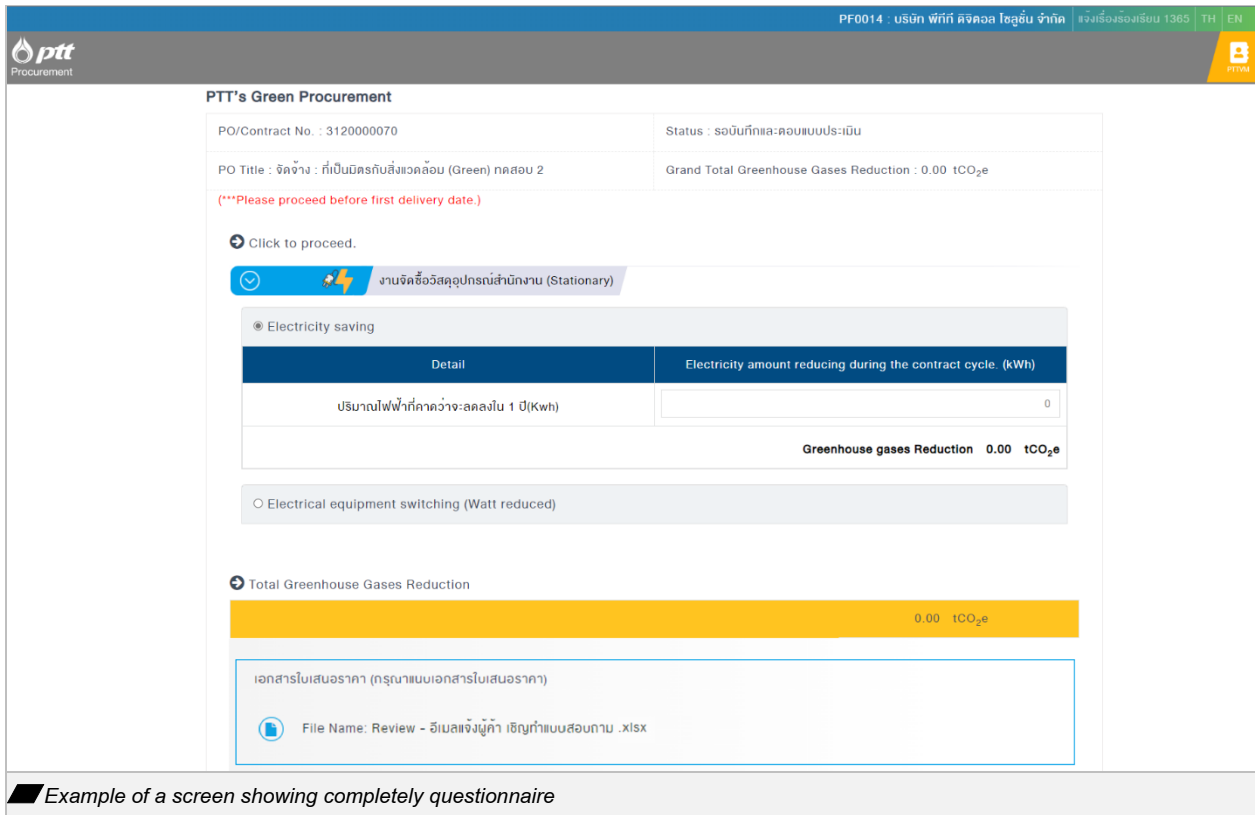 PF0014 : บริษัท พีทีที ดิจิตอล โซลูชั่น จำกัด แจ้งเรื่องร้องเรียน 1365 TH EN
ptt
Procurement
PTTVM
PTT's Green Procurement
PO/Contract No. : 3120000070 Status : รอบันทึกและตอบแบบประเมิน
PO Title : จัดจ้าง : ที่เป็นมิตรกับสิ่งแวดล้อม (Green) ทดสอบ 2 Grand Total Greenhouse Gases Reduction : 0.00 tCO₂e
(***Please proceed before first delivery date.)
Click to proceed.
งานจัดซื้อวัสดุอุปกรณ์สำนักงาน (Stationary)
Electricity saving
Detail Electricity amount reducing during the contract cycle. (kWh)
ปริมาณไฟฟ้าที่คาดว่าจะลดลงใน 1 ปี(Kwh) 0
Greenhouse gases Reduction 0.00 tCO₂e
Electrical equipment switching (Watt reduced)
Total Greenhouse Gases Reduction
0.00 tCO₂e
เอกสารใบเสนอราคา (กรุณาแนบเอกสารใบเสนอราคา)
File Name: Review - อีเมลแจ้งผู้ค้า เชิญทำแบบสอบถาม .xlsx
Example of a screen showing completely questionnaire